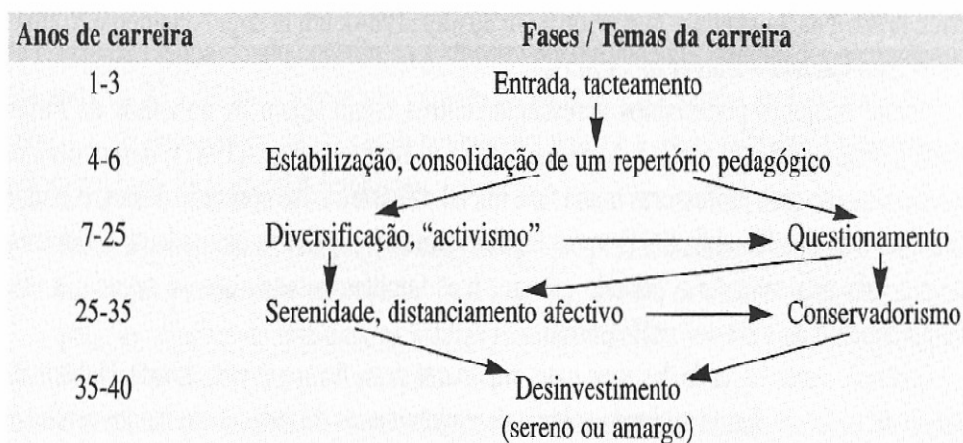 Anos de carreira Fases / Temas da carreira
1-3 Entrada, tacteamento
4-6 Estabilização, consolidação de um repertório pedagógico
7-25 Diversificação, “activismo” Questionamento
25-35 Serenidade, distanciamento afectivo Conservadorismo
35-40 Desinvestimento
(sereno ou amargo)